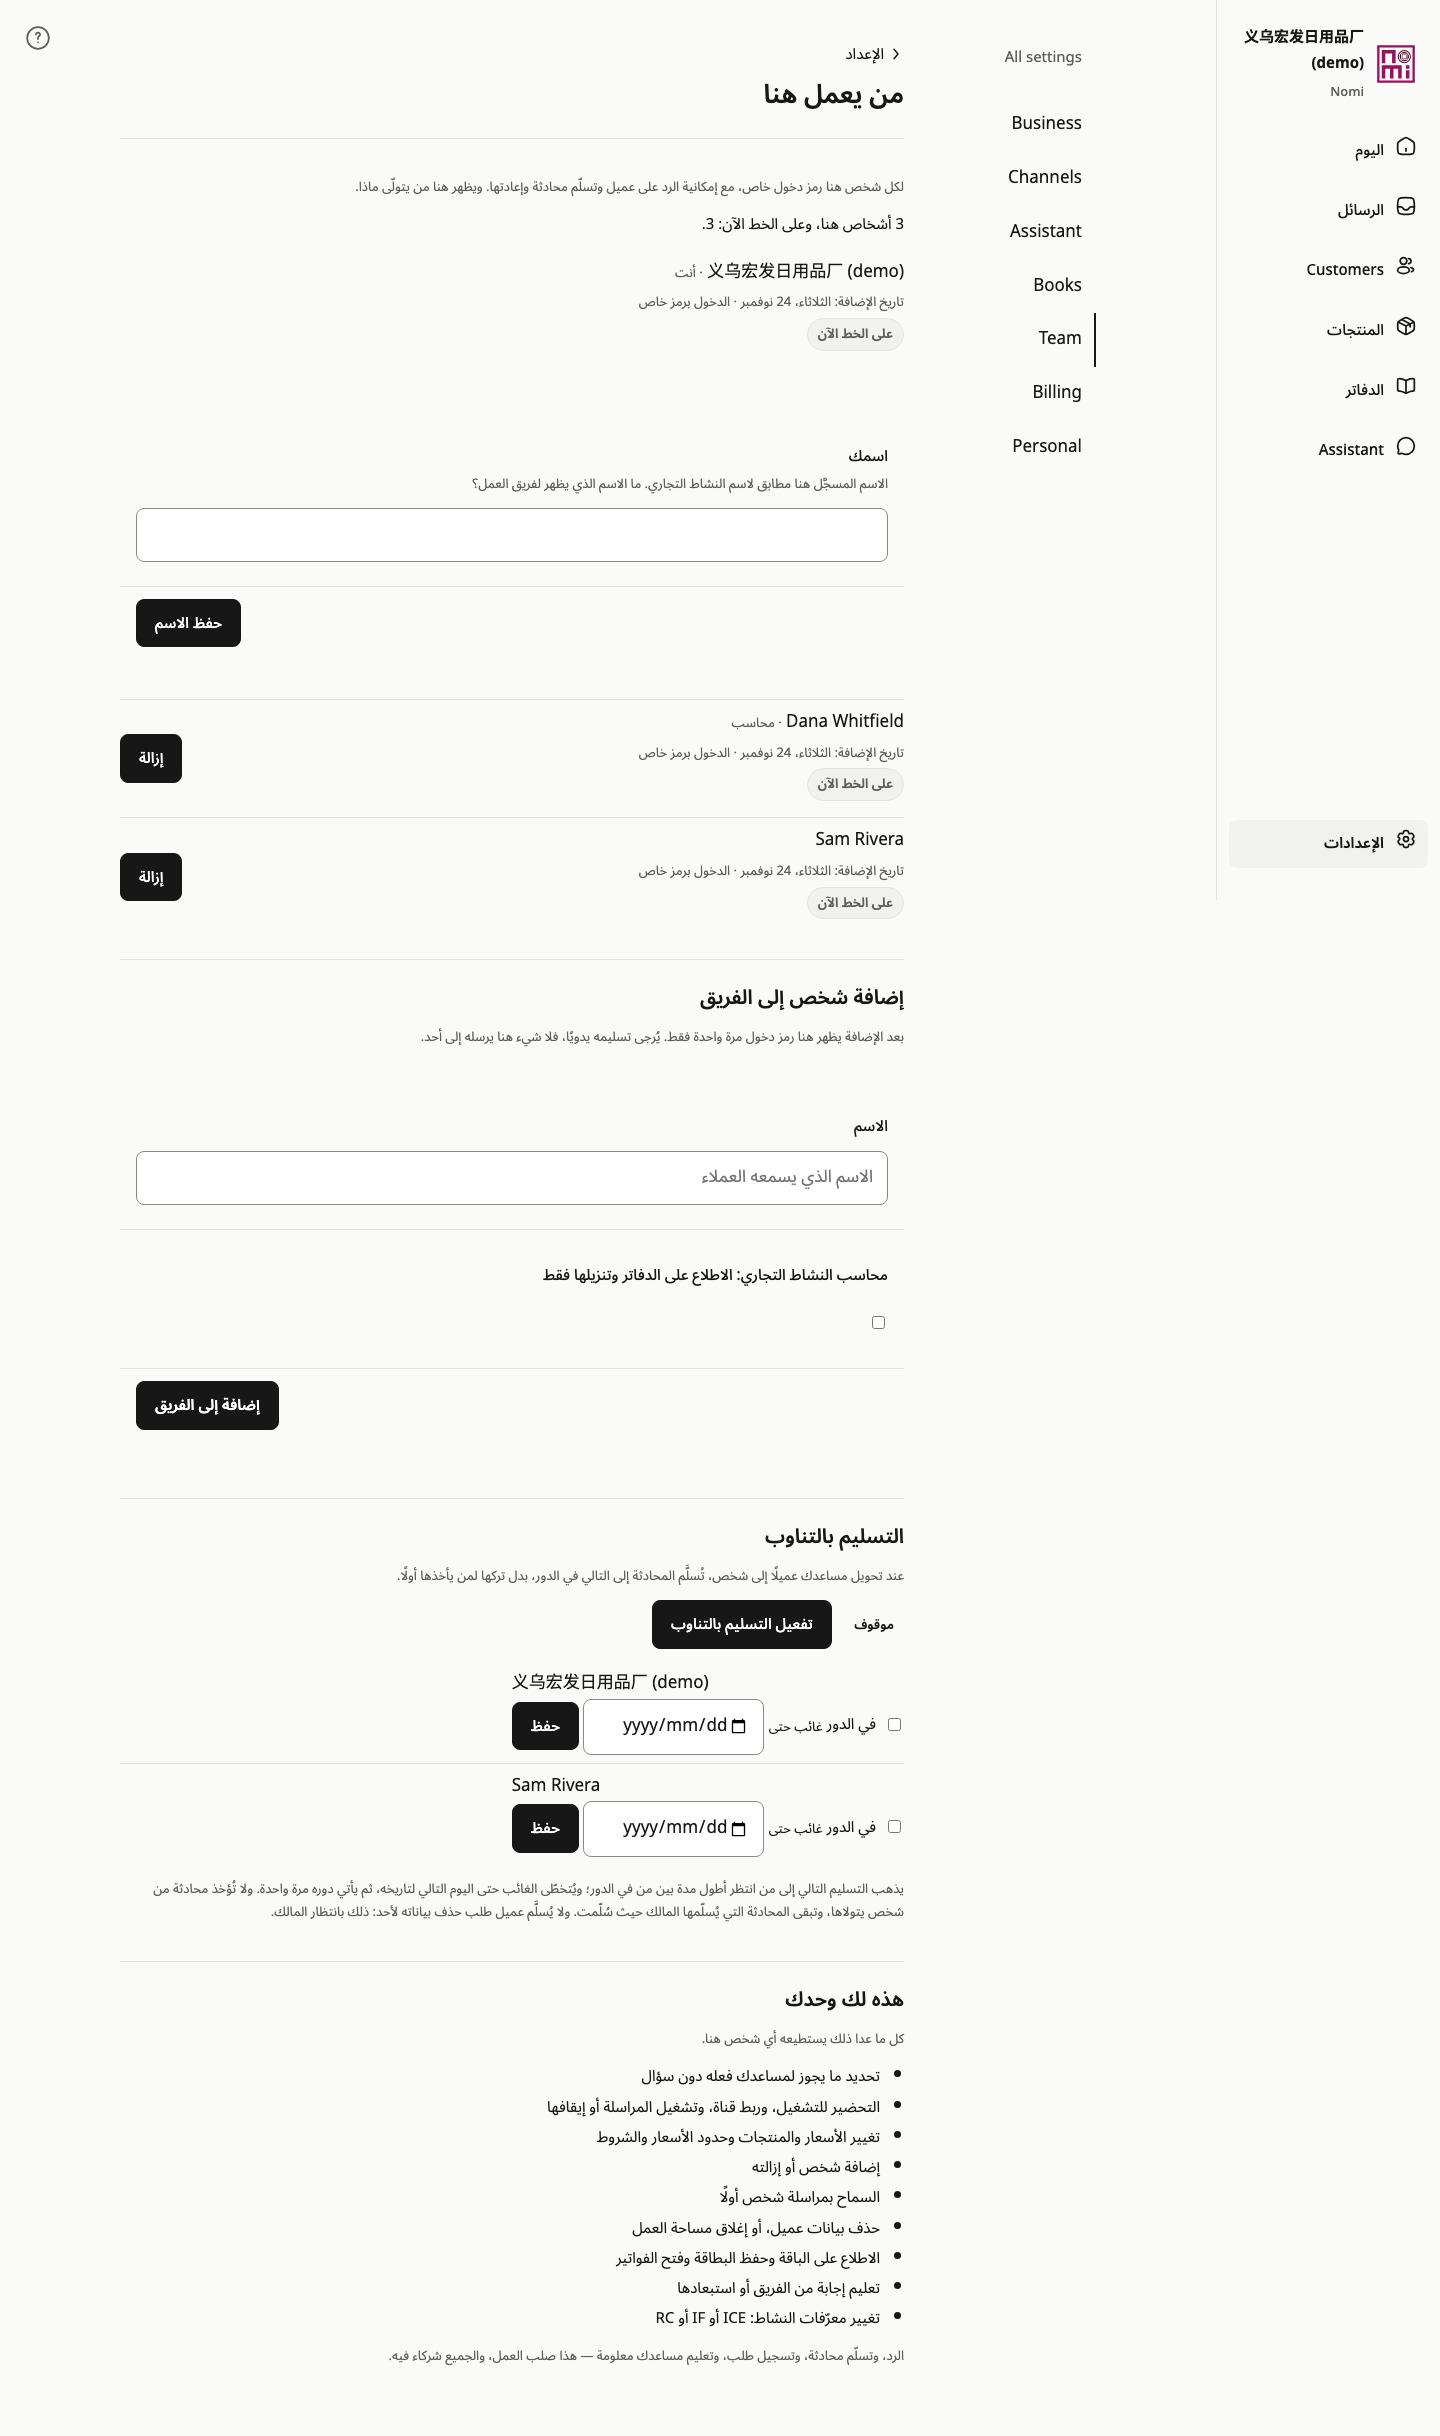 义乌宏发日用品厂
(demo)
Nomi
اليوم
الرسائل
Customers
المنتجات
الدفاتر
Assistant
الإعدادات
All settings
Business
Channels
Assistant
Books
Team
Billing
Personal
الإعداد
من يعمل هنا
لكل شخص هنا رمز دخول خاص، مع إمكانية الرد على عميل وتسلّم محادثة وإعادتها. ويظهر هنا من يتولّى ماذا.
3 أشخاص هنا، وعلى الخط الآن: 3.
义乌宏发日用品厂 (demo) · أنت
تاريخ الإضافة: الثلاثاء، 24 نوفمبر · الدخول برمز خاص
على الخط الآن
اسمك
الاسم المسجَّل هنا مطابق لاسم النشاط التجاري. ما الاسم الذي يظهر لفريق العمل؟
حفظ الاسم
Dana Whitfield · محاسب
تاريخ الإضافة: الثلاثاء، 24 نوفمبر · الدخول برمز خاص
على الخط الآن
إزالة
Sam Rivera
تاريخ الإضافة: الثلاثاء، 24 نوفمبر · الدخول برمز خاص
على الخط الآن
إزالة
إضافة شخص إلى الفريق
بعد الإضافة يظهر هنا رمز دخول مرة واحدة فقط. يُرجى تسليمه يدويًا، فلا شيء هنا يرسله إلى أحد.
الاسم
الاسم الذي يسمعه العملاء
محاسب النشاط التجاري: الاطلاع على الدفاتر وتنزيلها فقط
إضافة إلى الفريق
التسليم بالتناوب
عند تحويل مساعدك عميلًا إلى شخص، تُسلَّم المحادثة إلى التالي في الدور، بدل تركها لمن يأخذها أولًا.
موقوف
تفعيل التسليم بالتناوب
义乌宏发日用品厂 (demo)
في الدور غائب حتى yyyy/mm/dd حفظ
Sam Rivera
في الدور غائب حتى yyyy/mm/dd حفظ
يذهب التسليم التالي إلى من انتظر أطول مدة بين من في الدور؛ ويُتخطّى الغائب حتى اليوم التالي لتاريخه، ثم يأتي دوره مرة واحدة. ولا تُؤخذ محادثة من
شخص يتولاها، وتبقى المحادثة التي يُسلّمها المالك حيث سُلّمت. ولا يُسلَّم عميل طلب حذف بياناته لأحد: ذلك بانتظار المالك.
هذه لك وحدك
كل ما عدا ذلك يستطيعه أي شخص هنا.
تحديد ما يجوز لمساعدك فعله دون سؤال
التحضير للتشغيل، وربط قناة، وتشغيل المراسلة أو إيقافها
تغيير الأسعار والمنتجات وحدود الأسعار والشروط
إضافة شخص أو إزالته
السماح بمراسلة شخص أولًا
حذف بيانات عميل، أو إغلاق مساحة العمل
الاطلاع على الباقة وحفظ البطاقة وفتح الفواتير
تعليم إجابة من الفريق أو استبعادها
تغيير معرّفات النشاط: ICE أو IF أو RC
الرد، وتسلّم محادثة، وتسجيل طلب، وتعليم مساعدك معلومة — هذا صلب العمل، والجميع شركاء فيه.